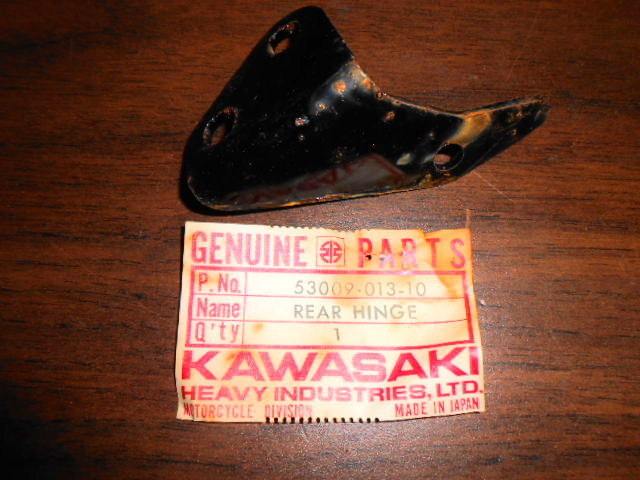 GENUINE PARTS
P.No. 53009-013-10
Name REAR HINGE
Q'ty 1
KAWASAKI
HEAVY INDUSTRIES, LTD.
MOTORCYCLE DIVISION MADE IN JAPAN